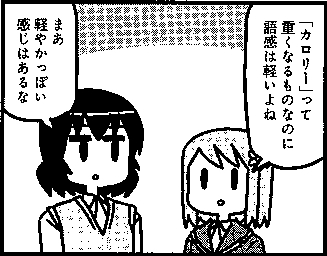 「カロリー」って
重くなるものなのに
語感は軽いよね
まあ
軽やかっぽい
感じはあるな